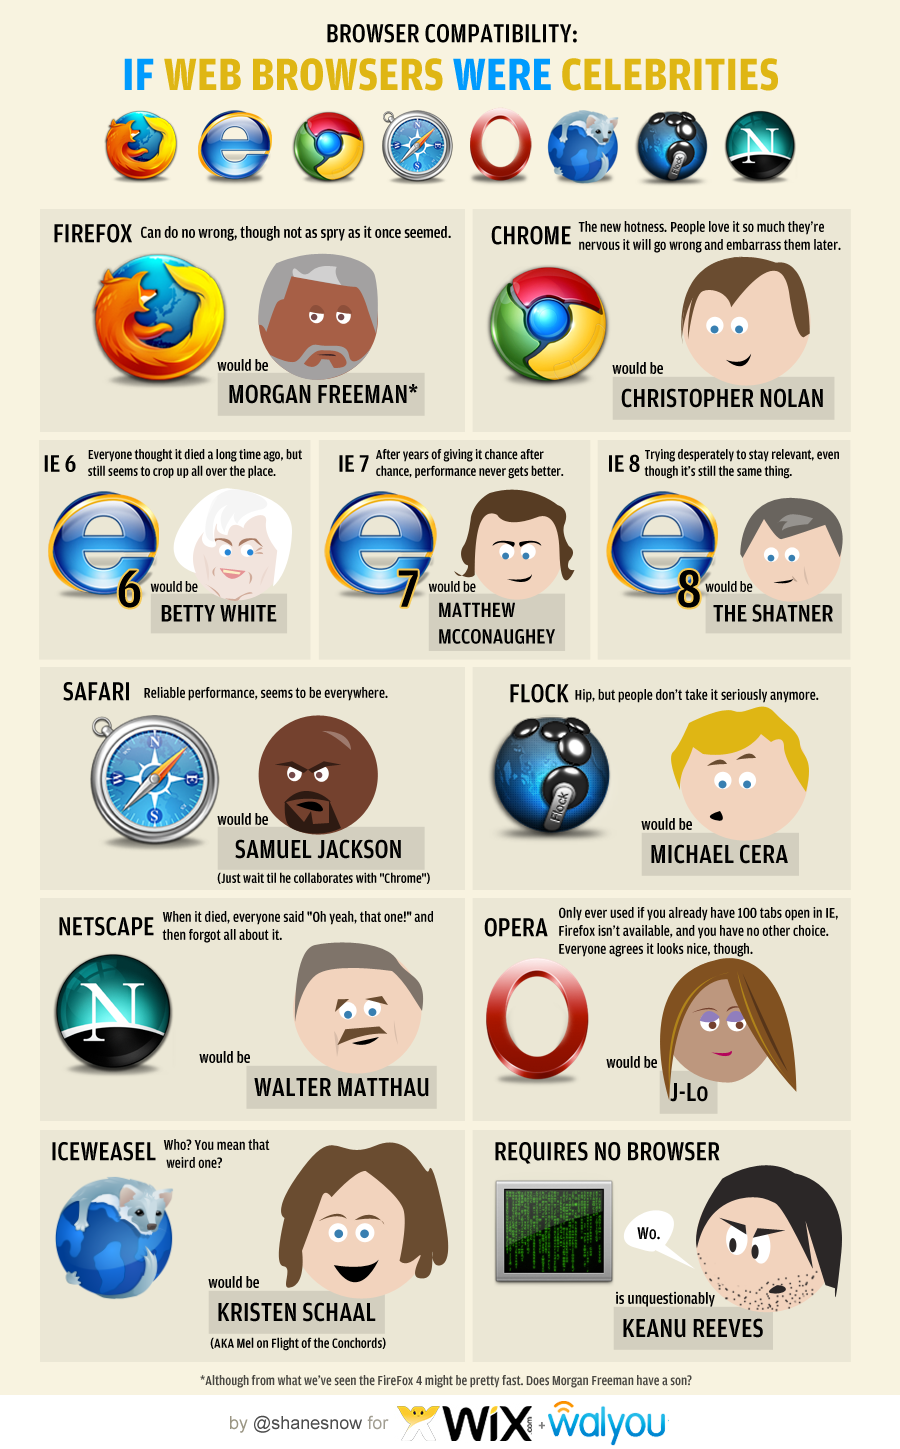 BROWSER COMPATIBILITY:
IF WEB BROWSERS WERE CELEBRITIES
e
N
Flock
N
FIREFOX
Can do no wrong, though not as spry as it once seemed.
would be
MORGAN FREEMAN*
CHROME
The new hotness. People love it so much they're
nervous it will go wrong and embarrass them later.
would be
CHRISTOPHER NOLAN
IE 6
Everyone thought it died a long time ago, but
still seems to crop up all over the place.
e
6
would be
BETTY WHITE
IE 7
After years of giving it chance after
chance, performance never gets better.
e
7
would be
MATTHEW
MCCONAUGHEY
IE 8
Trying desperately to stay relevant, even
though it's still the same thing.
e
8
would be
THE SHATNER
SAFARI
Reliable performance, seems to be everywhere.
N
W
E
S
would be
SAMUEL JACKSON
(Just wait til he collaborates with "Chrome")
FLOCK
Hip, but people don't take it seriously anymore.
Flock
would be
MICHAEL CERA
NETSCAPE
When it died, everyone said "Oh yeah, that one!" and
then forgot all about it.
N
would be
WALTER MATTHAU
OPERA
Only ever used if you already have 100 tabs open in IE,
Firefox isn't available, and you have no other choice.
Everyone agrees it looks nice, though.
would be
J-Lo
ICEWEASEL
Who? You mean that
weird one?
would be
KRISTEN SCHAAL
(AKA Mel on Flight of the Conchords)
REQUIRES NO BROWSER
Wo.
is unquestionably
KEANU REEVES
*Although from what we've seen the FireFox 4 might be pretty fast. Does Morgan Freeman have a son?
by @shanesnow for WiX.com + walyou